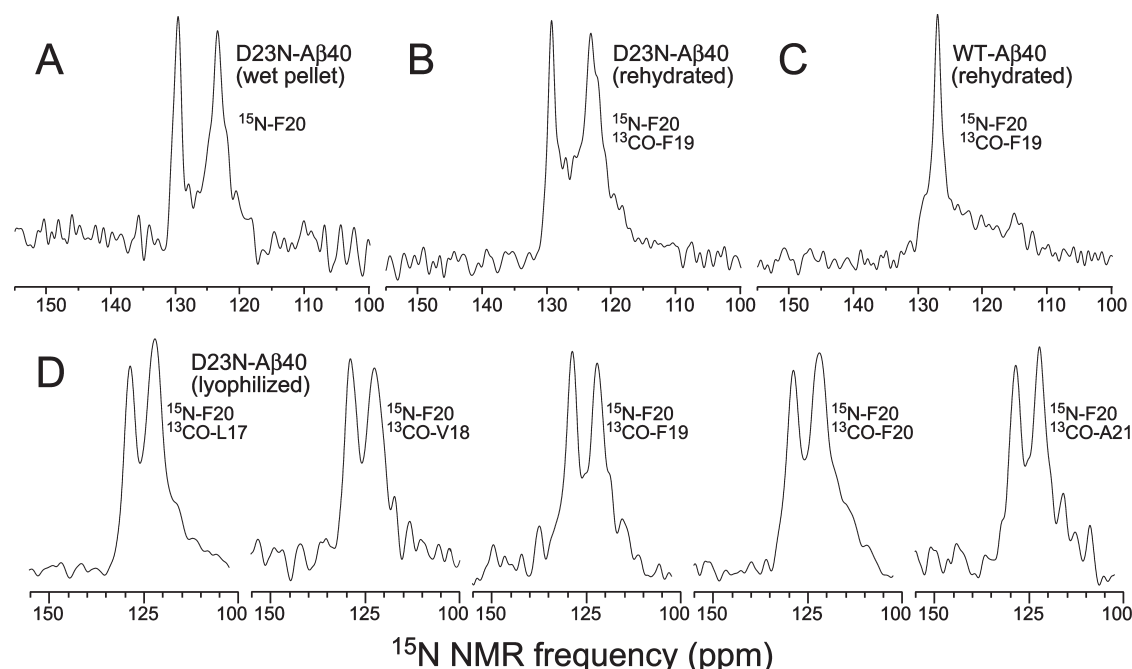 A
D23N-Aβ40
(wet pellet)
¹⁵N-F20
150 140 130 120 110 100
B
D23N-Aβ40
(rehydrated)
¹⁵N-F20
¹³CO-F19
150 140 130 120 110 100
C
WT-Aβ40
(rehydrated)
¹⁵N-F20
¹³CO-F19
150 140 130 120 110 100
D
D23N-Aβ40
(lyophilized)
¹⁵N-F20
¹³CO-L17
150 125 100
¹⁵N-F20
¹³CO-V18
150 125 100
¹⁵N-F20
¹³CO-F19
150 125 100
¹⁵N-F20
¹³CO-F20
150 125 100
¹⁵N-F20
¹³CO-A21
150 125 100
¹⁵N NMR frequency (ppm)